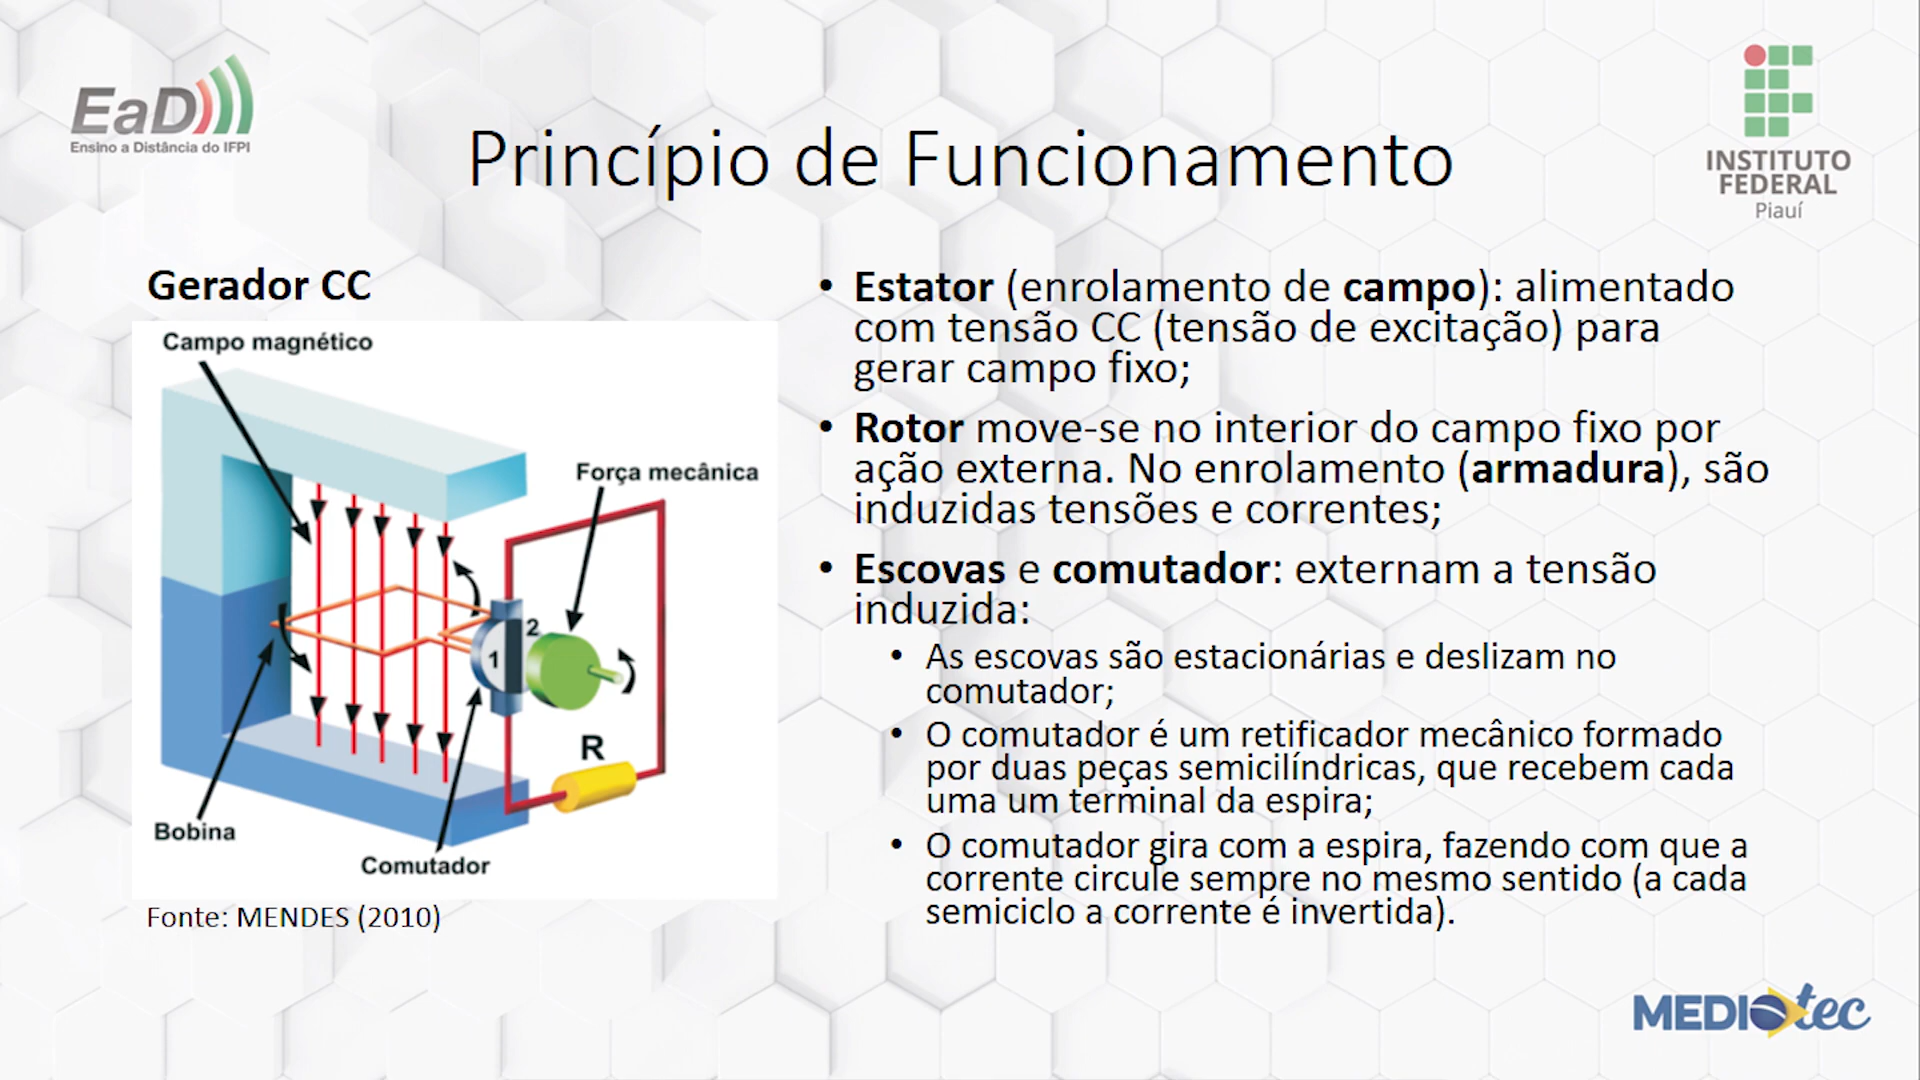 EaD
Ensino a Distância do IFPI
INSTITUTO
FEDERAL
Piauí
Princípio de Funcionamento
Gerador CC
Campo magnético
Força mecânica
2
1
R
Bobina
Comutador
Fonte: MENDES (2010)
• Estator (enrolamento de campo): alimentado
com tensão CC (tensão de excitação) para
gerar campo fixo;
• Rotor move-se no interior do campo fixo por
ação externa. No enrolamento (armadura), são
induzidas tensões e correntes;
• Escovas e comutador: externam a tensão
induzida:
• As escovas são estacionárias e deslizam no
comutador;
• O comutador é um retificador mecânico formado
por duas peças semicilíndricas, que recebem cada
uma um terminal da espira;
• O comutador gira com a espira, fazendo com que a
corrente circule sempre no mesmo sentido (a cada
semiciclo a corrente é invertida).
MEDIOtec